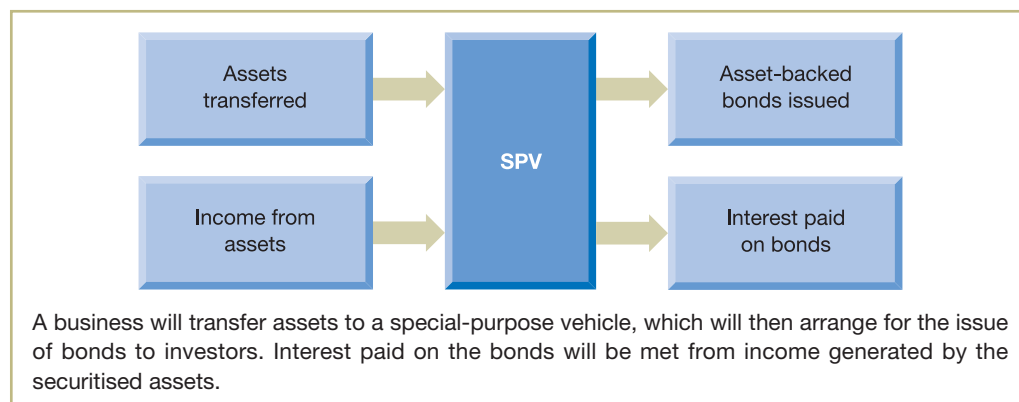 Assets
transferred
Asset-backed
bonds issued
SPV
Income from
assets
Interest paid
on bonds
A business will transfer assets to a special-purpose vehicle, which will then arrange for the issue
of bonds to investors. Interest paid on the bonds will be met from income generated by the
securitised assets.